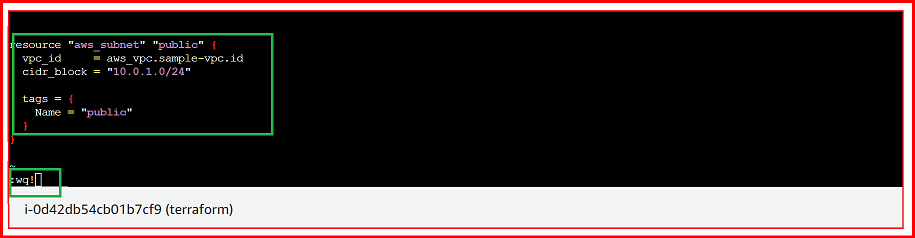 resource "aws_subnet" "public" {
  vpc_id     = aws_vpc.sample-vpc.id
  cidr_block = "10.0.1.0/24"
  tags = {
    Name = "public"
  }
}
~
:wq!
i-0d42db54cb01b7cf9 (terraform)